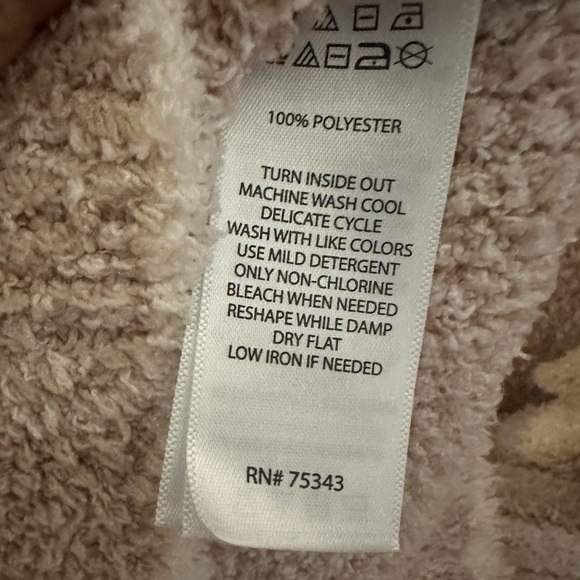 100% POLYESTER
TURN INSIDE OUT
MACHINE WASH COOL
DELICATE CYCLE
WASH WITH LIKE COLORS
USE MILD DETERGENT
ONLY NON-CHLORINE
BLEACH WHEN NEEDED
RESHAPE WHILE DAMP
DRY FLAT
LOW IRON IF NEEDED
RN# 75343